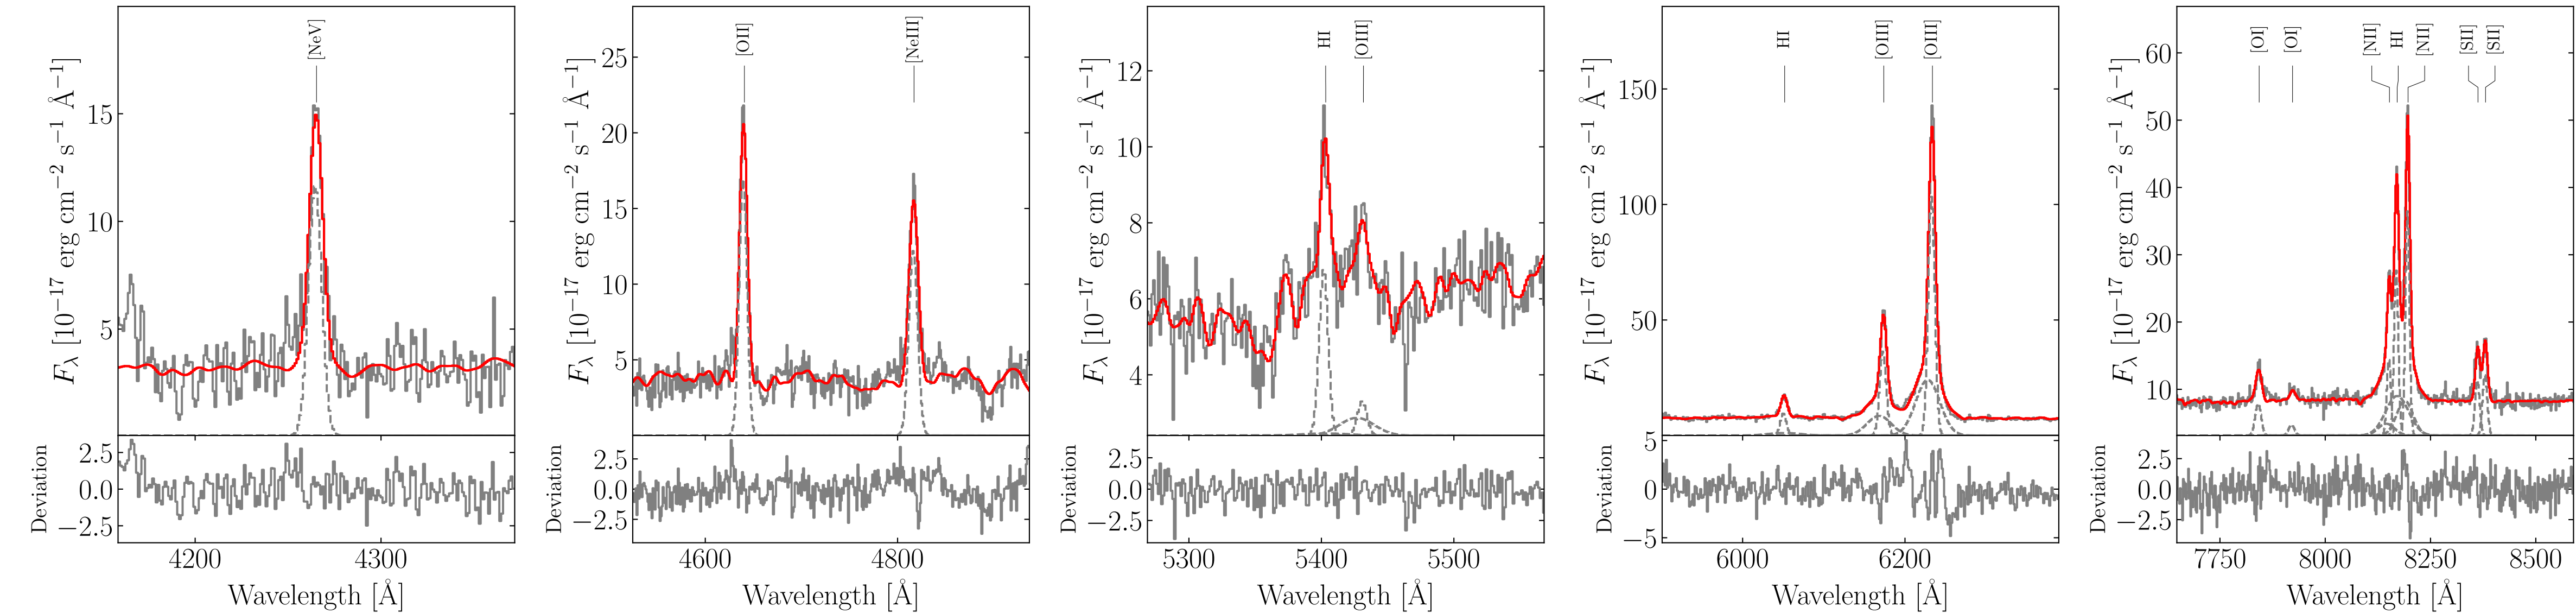 [NeV]
15
10
5
F_λ [10⁻¹⁷ erg cm⁻² s⁻¹ Å⁻¹]
2.5
0.0
−2.5
Deviation
4200 4300
Wavelength [Å]
[OII] [NeIII]
25
20
15
10
5
F_λ [10⁻¹⁷ erg cm⁻² s⁻¹ Å⁻¹]
2.5
0.0
−2.5
Deviation
4600 4800
Wavelength [Å]
HI [OIII]
12
10
8
6
4
F_λ [10⁻¹⁷ erg cm⁻² s⁻¹ Å⁻¹]
2.5
0.0
−2.5
Deviation
5300 5400 5500
Wavelength [Å]
HI [OIII] [OIII]
150
100
50
F_λ [10⁻¹⁷ erg cm⁻² s⁻¹ Å⁻¹]
5
0
−5
Deviation
6000 6200
Wavelength [Å]
[OI] [OI] [NII] HI [NII] [SII] [SII]
60
50
40
30
20
10
F_λ [10⁻¹⁷ erg cm⁻² s⁻¹ Å⁻¹]
2.5
0.0
−2.5
Deviation
7750 8000 8250 8500
Wavelength [Å]